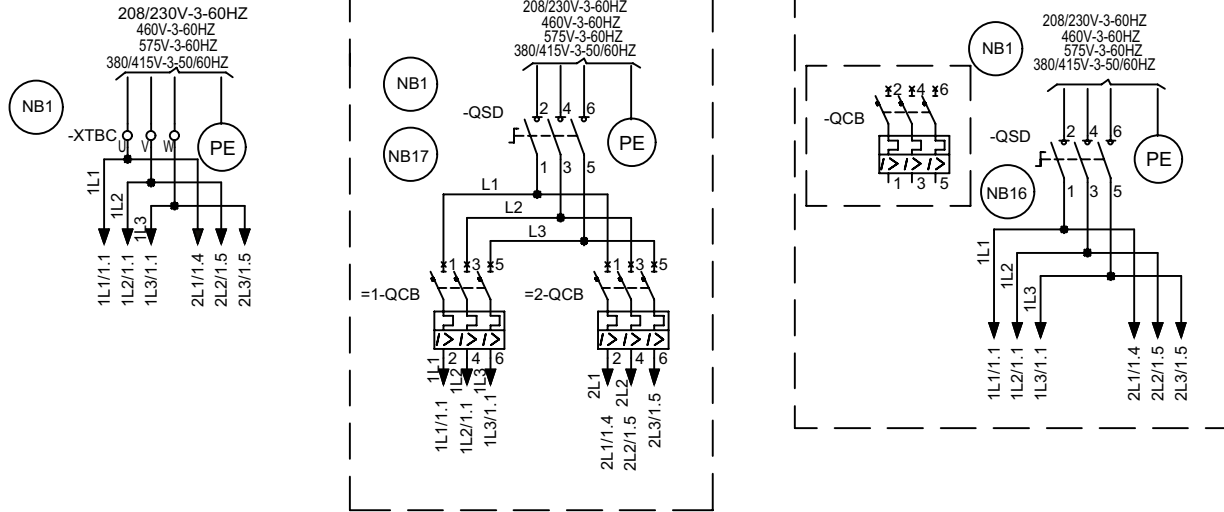 208/230V-3-60HZ
460V-3-60HZ
575V-3-60HZ
380/415V-3-50/60HZ
NB1
-XTBC
U
V
W
PE
1L1
1L2
1L3
1L1/1.1
1L2/1.1
1L3/1.1
2L1/1.4
2L2/1.5
2L3/1.5
208/230V-3-60HZ
460V-3-60HZ
575V-3-60HZ
380/415V-3-50/60HZ
NB1
NB17
-QSD
2 4 6
1 3 5
PE
L1
L2
L3
=1-QCB
1 3 5
I> I> I>
2 4 6
=2-QCB
1 3 5
I> I> I>
2 4 6
1L1
1L2
1L3
1L1/1.1
1L2/1.1
1L3/1.1
2L1
2L2
2L1/1.4
2L2/1.5
2L3/1.5
208/230V-3-60HZ
460V-3-60HZ
575V-3-60HZ
380/415V-3-50/60HZ
NB1
-QCB
2 4 6
I> I> I>
1 3 5
-QSD
2 4 6
1 3 5
PE
NB16
1L1
1L2
1L3
1L1/1.1
1L2/1.1
1L3/1.1
2L1/1.4
2L2/1.5
2L3/1.5